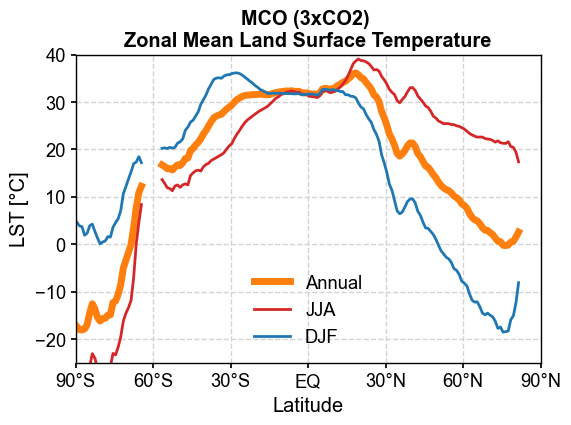 MCO (3xCO2)
Zonal Mean Land Surface Temperature
40
30
20
10
0
−10
−20
LST [°C]
Annual
JJA
DJF
90°S 60°S 30°S EQ 30°N 60°N 90°N
Latitude